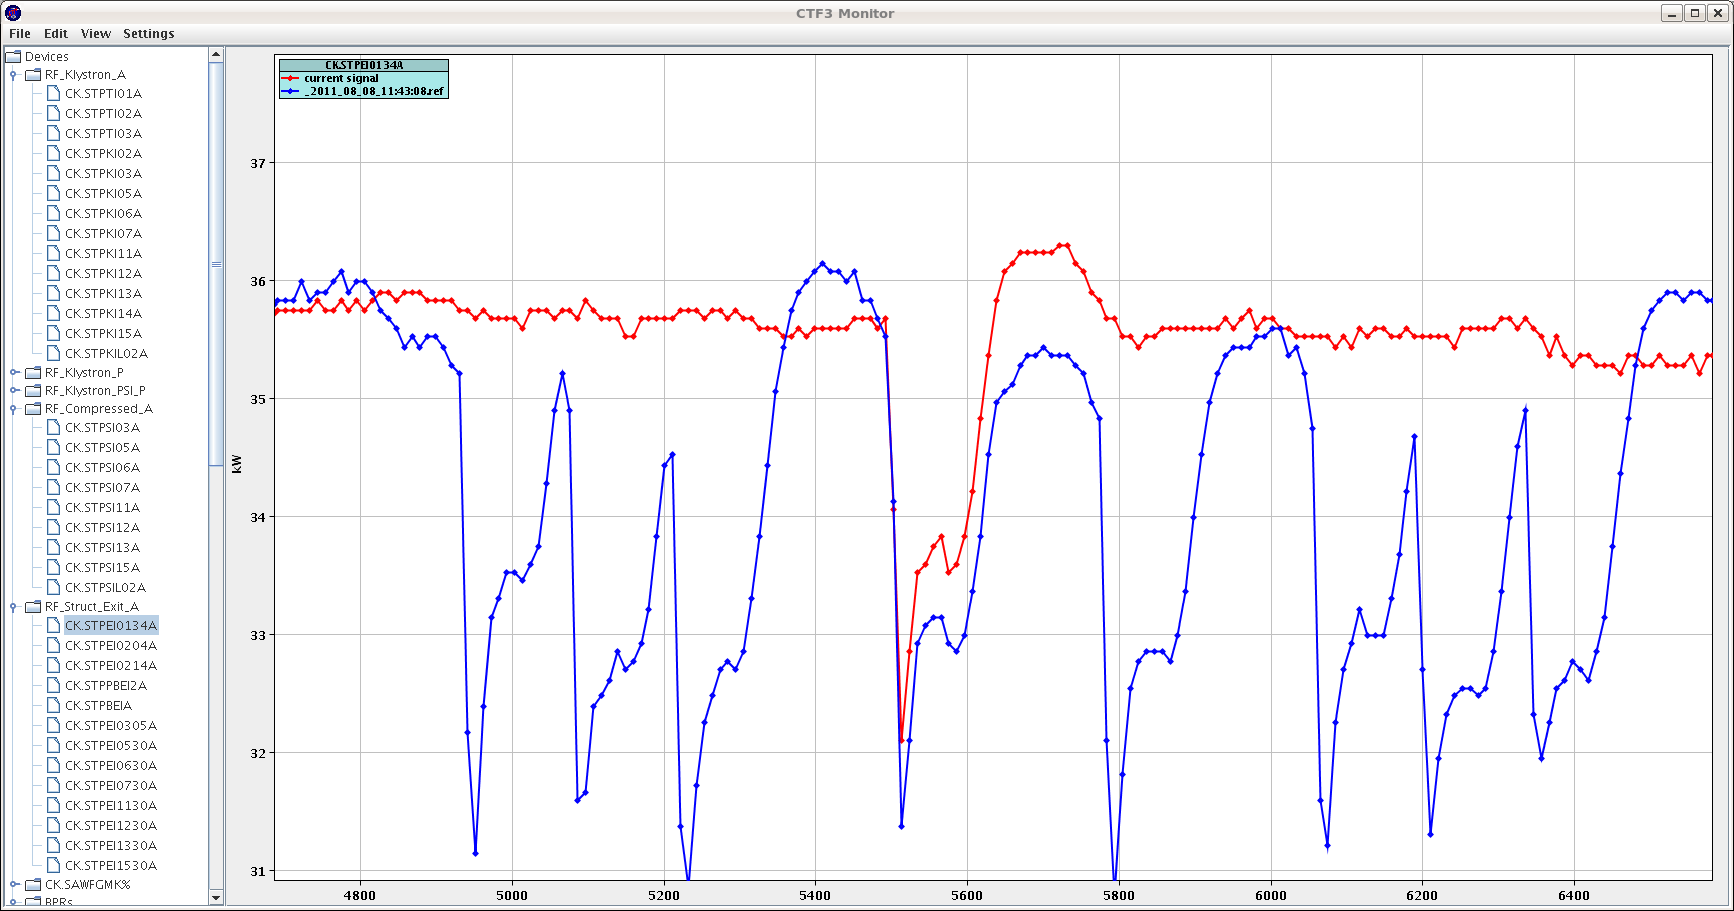 CTF3 Monitor
File Edit View Settings
Devices
RF_Klystron_A
CK.STPTI01A
CK.STPTI02A
CK.STPTI03A
CK.STPKI02A
CK.STPKI03A
CK.STPKI05A
CK.STPKI06A
CK.STPKI07A
CK.STPKI11A
CK.STPKI12A
CK.STPKI13A
CK.STPKI14A
CK.STPKI15A
CK.STPKIL02A
RF_Klystron_P
RF_Klystron_PSI_P
RF_Compressed_A
CK.STPSI03A
CK.STPSI05A
CK.STPSI06A
CK.STPSI07A
CK.STPSI11A
CK.STPSI12A
CK.STPSI13A
CK.STPSI15A
CK.STPSIL02A
RF_Struct_Exit_A
CK.STPEI0134A
CK.STPEI0204A
CK.STPEI0214A
CK.STPPBEI2A
CK.STPBEIA
CK.STPEI0305A
CK.STPEI0530A
CK.STPEI0630A
CK.STPEI0730A
CK.STPEI1130A
CK.STPEI1230A
CK.STPEI1330A
CK.STPEI1530A
CK.SAWFGMK%
BPRs
CK.STPEI0134A
current signal
_2011_08_08_11:43:08.ref
kW
37
36
35
34
33
32
31
4800 5000 5200 5400 5600 5800 6000 6200 6400